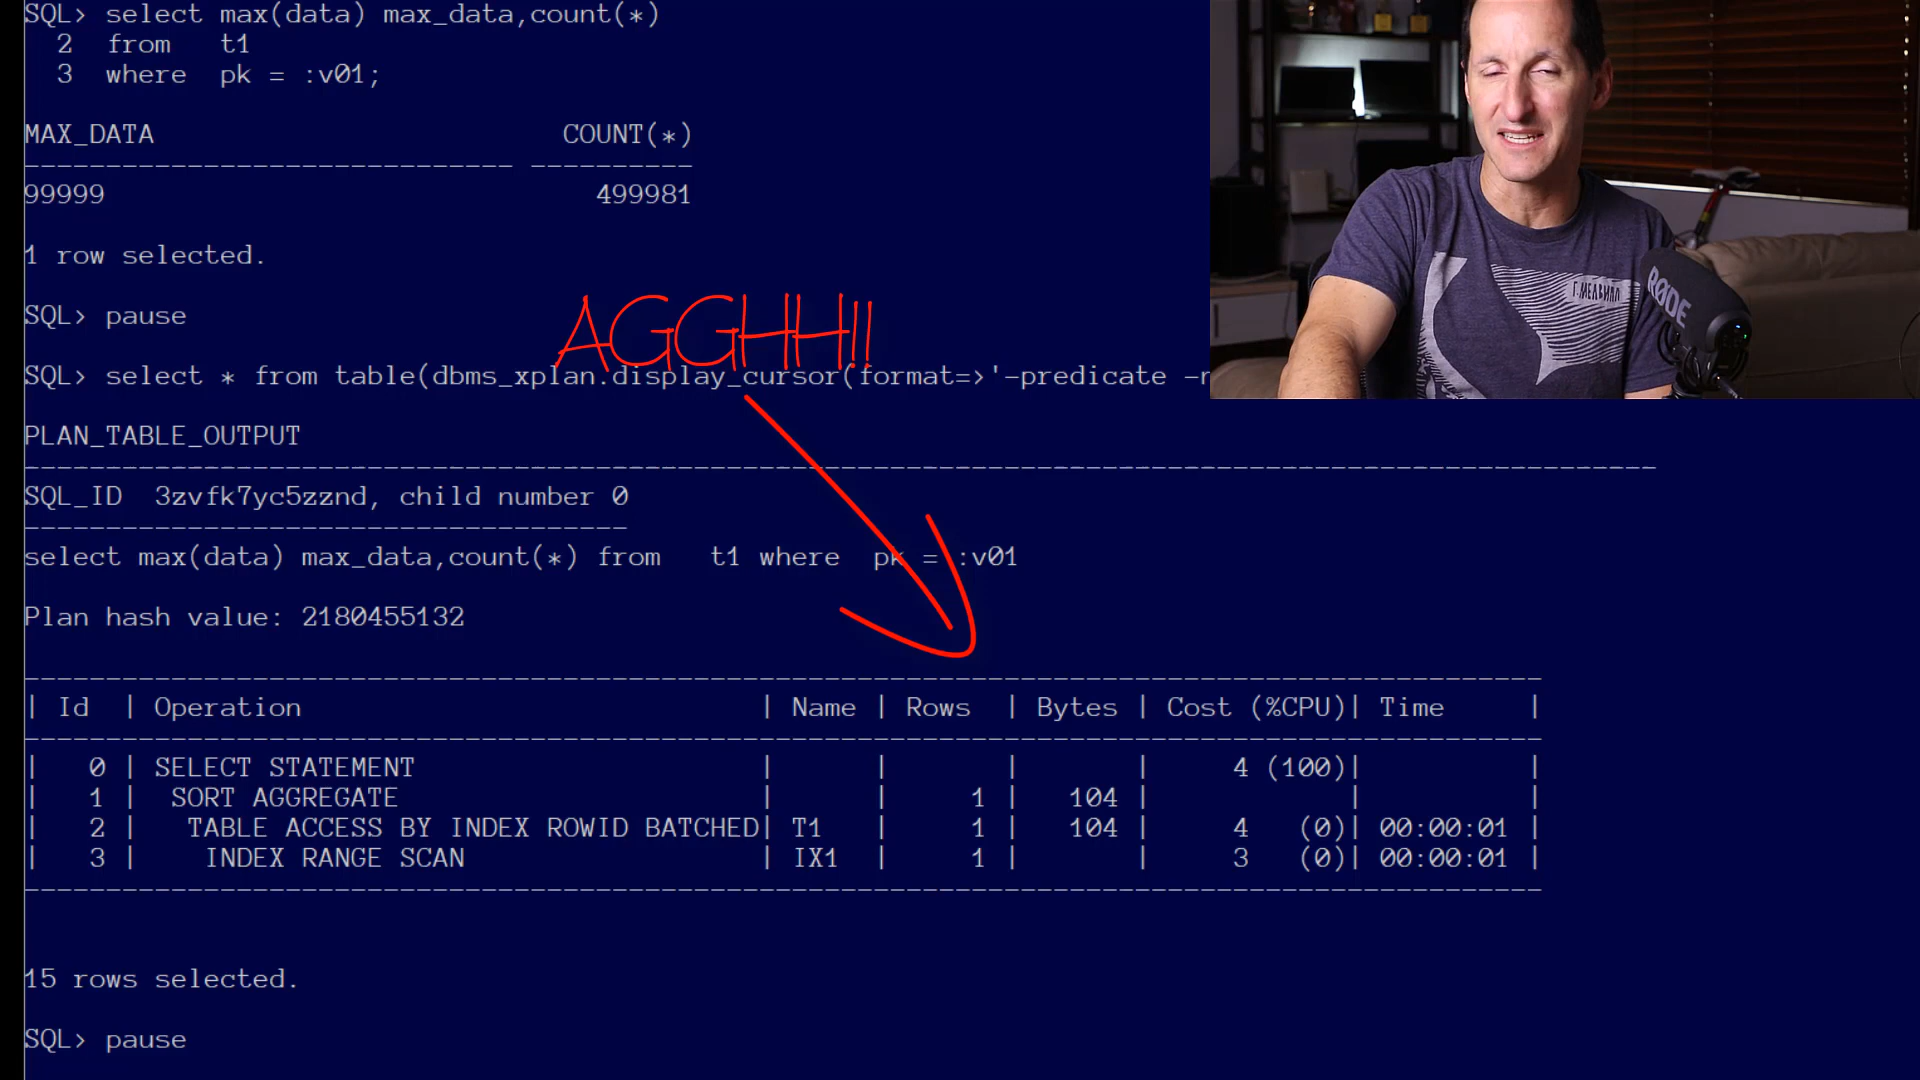 SQL> select max(data) max_data,count(*)
  2  from   t1
  3  where  pk = :v01;
MAX_DATA                         COUNT(*)
------------------------------ ----------
99999                              499981
1 row selected.
SQL> pause
AGGHH!!
SQL> select * from table(dbms_xplan.display_cursor(format=>'-predicate -
PLAN_TABLE_OUTPUT
----------------------------------------------------------------------------------------------------
SQL_ID  3zvfk7yc5zznd, child number 0
-------------------------------------
select max(data) max_data,count(*) from   t1 where  pk = :v01
Plan hash value: 2180455132
---------------------------------------------------------------------------------------------
| Id  | Operation                            | Name | Rows  | Bytes | Cost (%CPU)| Time     |
---------------------------------------------------------------------------------------------
|   0 | SELECT STATEMENT                     |      |       |       |     4 (100)|          |
|   1 |  SORT AGGREGATE                      |      |     1 |   104 |            |          |
|   2 |   TABLE ACCESS BY INDEX ROWID BATCHED| T1   |     1 |   104 |     4   (0)| 00:00:01 |
|   3 |    INDEX RANGE SCAN                  | IX1  |     1 |       |     3   (0)| 00:00:01 |
---------------------------------------------------------------------------------------------
15 rows selected.
SQL> pause
Г. МЕЛВИЛЛ
RØDE